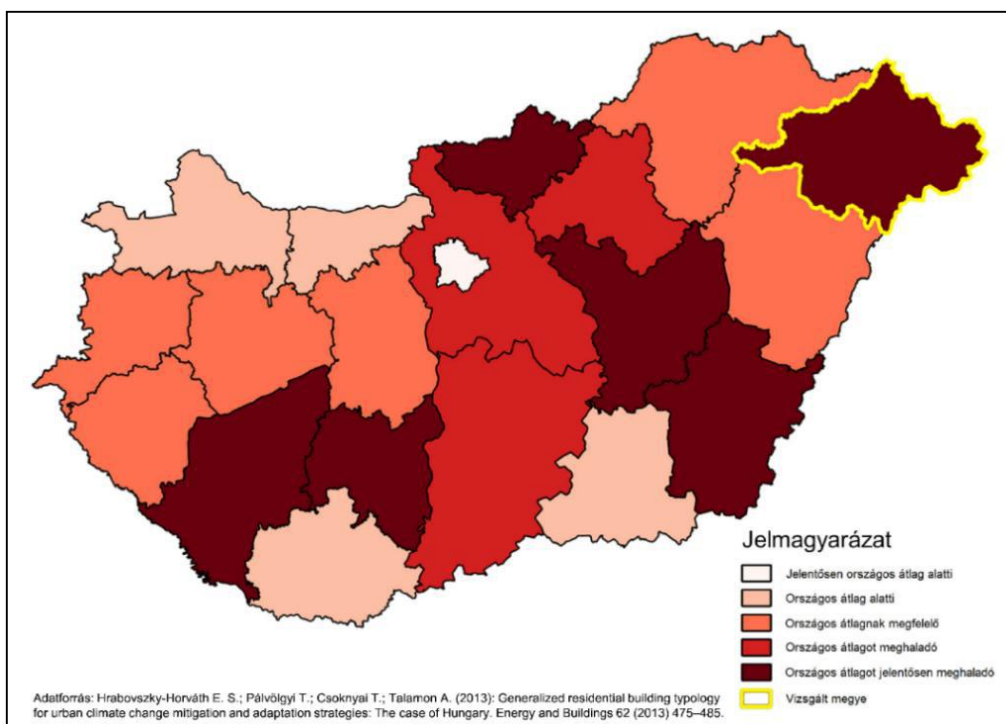 Jelmagyarázat
Jelentősen országos átlag alatti
Országos átlag alatti
Országos átlagnak megfelelő
Országos átlagot meghaladó
Országos átlagot jelentősen meghaladó
Vizsgált megye
Adatforrás: Hrabovszky-Horváth E. S.; Pálvölgyi T.; Csoknyai T.; Talamon A. (2013): Generalized residential building typology
for urban climate change mitigation and adaptation strategies: The case of Hungary. Energy and Buildings 62 (2013) 475–485.